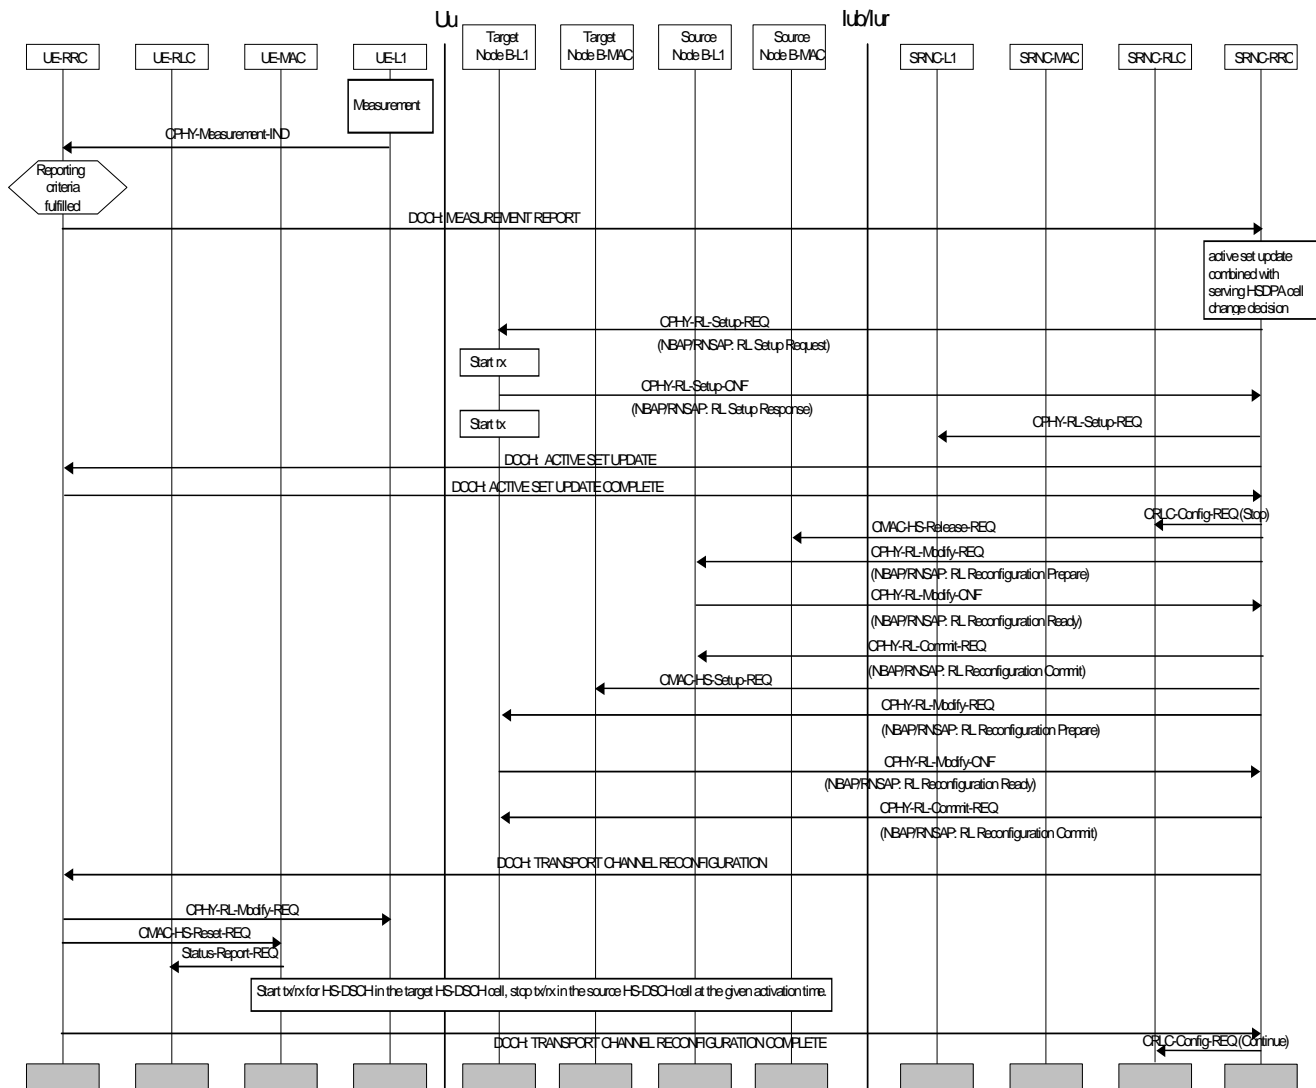 Uu
Iub/Iur
UE-RRC
UE-RLC
UE-MAC
UE-L1
Target
Node B-L1
Target
Node B-MAC
Source
Node B-L1
Source
Node B-MAC
SRNC-L1
SRNC-MAC
SRNC-RLC
SRNC-RRC
Measurement
CPHY-Measurement-IND
Reporting
criteria
fulfilled
DCCH: MEASUREMENT REPORT
active set update
combined with
serving HSDPA cell
change decision
CPHY-RL-Setup-REQ
(NBAP/RNSAP: RL Setup Request)
Start rx
CPHY-RL-Setup-CNF
(NBAP/RNSAP: RL Setup Response)
Start tx
CPHY-RL-Setup-REQ
DCCH: ACTIVE SET UPDATE
DCCH: ACTIVE SET UPDATE COMPLETE
CRLC-Config-REQ (Stop)
CMAC-HS-Release-REQ
CPHY-RL-Modify-REQ
(NBAP/RNSAP: RL Reconfiguration Prepare)
CPHY-RL-Modify-CNF
(NBAP/RNSAP: RL Reconfiguration Ready)
CPHY-RL-Commit-REQ
(NBAP/RNSAP: RL Reconfiguration Commit)
CMAC-HS-Setup-REQ
CPHY-RL-Modify-REQ
(NBAP/RNSAP: RL Reconfiguration Prepare)
CPHY-RL-Modify-CNF
(NBAP/RNSAP: RL Reconfiguration Ready)
CPHY-RL-Commit-REQ
(NBAP/RNSAP: RL Reconfiguration Commit)
DCCH: TRANSPORT CHANNEL RECONFIGURATION
CPHY-RL-Modify-REQ
CMAC-HS-Reset-REQ
Status-Report-REQ
Start tx/rx for HS-DSCH in the target HS-DSCH cell, stop tx/rx in the source HS-DSCH cell at the given activation time.
DCCH: TRANSPORT CHANNEL RECONFIGURATION COMPLETE
CRLC-Config-REQ (Continue)